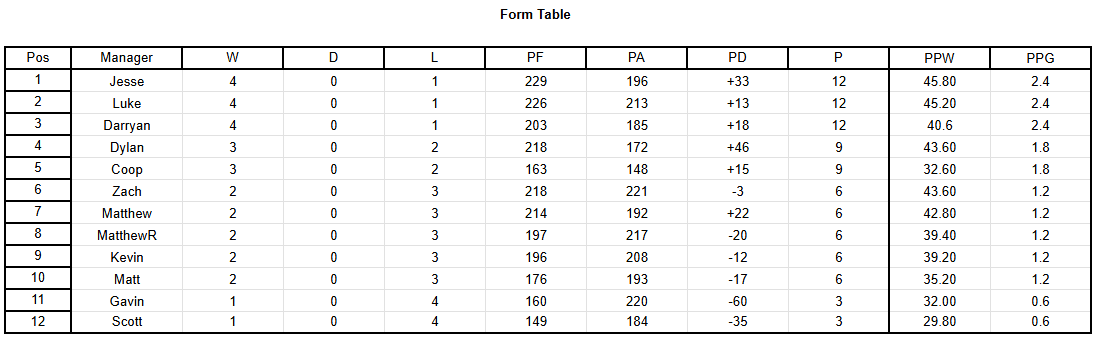 Form Table
Pos Manager W D L PF PA PD P PPW PPG
1 Jesse 4 0 1 229 196 +33 12 45.80 2.4
2 Luke 4 0 1 226 213 +13 12 45.20 2.4
3 Darryan 4 0 1 203 185 +18 12 40.6 2.4
4 Dylan 3 0 2 218 172 +46 9 43.60 1.8
5 Coop 3 0 2 163 148 +15 9 32.60 1.8
6 Zach 2 0 3 218 221 -3 6 43.60 1.2
7 Matthew 2 0 3 214 192 +22 6 42.80 1.2
8 MatthewR 2 0 3 197 217 -20 6 39.40 1.2
9 Kevin 2 0 3 196 208 -12 6 39.20 1.2
10 Matt 2 0 3 176 193 -17 6 35.20 1.2
11 Gavin 1 0 4 160 220 -60 3 32.00 0.6
12 Scott 1 0 4 149 184 -35 3 29.80 0.6